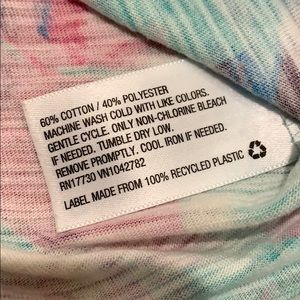 60% COTTON / 40% POLYESTER
MACHINE WASH COLD WITH LIKE COLORS.
GENTLE CYCLE. ONLY NON-CHLORINE BLEACH
IF NEEDED. TUMBLE DRY LOW.
REMOVE PROMPTLY. COOL IRON IF NEEDED.
RN17730 VN1042782
LABEL MADE FROM 100% RECYCLED PLASTIC